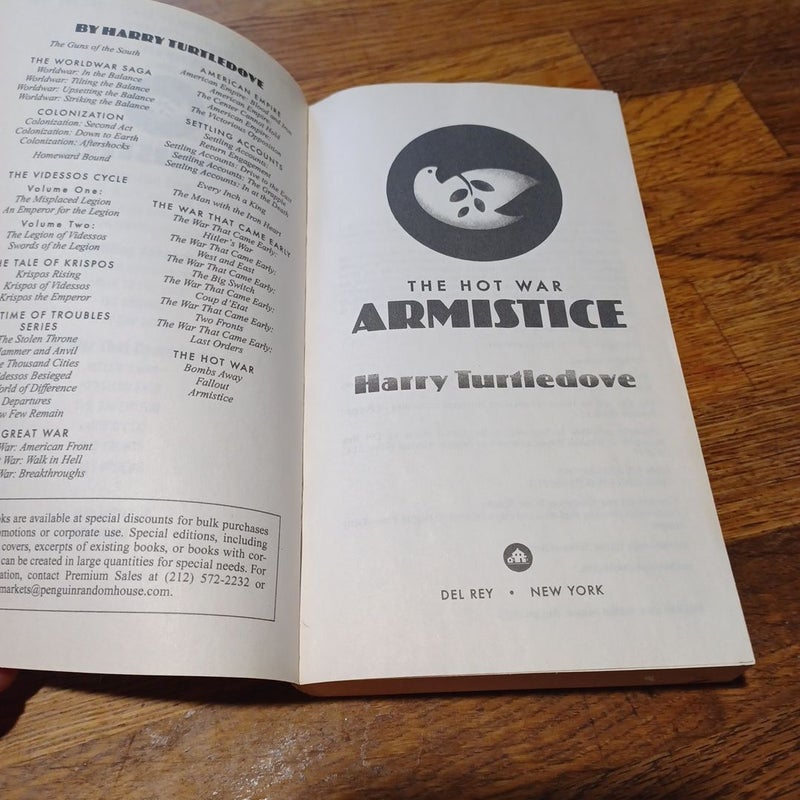 BY HARRY TURTLEDOVE
The Guns of the South
THE WORLDWAR SAGA
Worldwar: In the Balance
Worldwar: Tilting the Balance
Worldwar: Upsetting the Balance
Worldwar: Striking the Balance
COLONIZATION
Colonization: Second Act
Colonization: Down to Earth
Colonization: Aftershocks
Homeward Bound
THE VIDESSOS CYCLE
Volume One:
The Misplaced Legion
An Emperor for the Legion
Volume Two:
The Legion of Videssos
Swords of the Legion
HE TALE OF KRISPOS
Krispos Rising
Krispos of Videssos
Krispos the Emperor
TIME OF TROUBLES
SERIES
The Stolen Throne
Hammer and Anvil
e Thousand Cities
idessos Besieged
orld of Difference
Departures
w Few Remain
GREAT WAR
War: American Front
War: Walk in Hell
War: Breakthroughs
AMERICAN EMPIRE
American Empire: Blood and Iron
American Empire:
The Center Cannot Hold
American Empire:
The Victorious Opposition
SETTLING ACCOUNTS
Settling Accounts:
Return Engagement
Settling Accounts: Drive to the East
Settling Accounts: The Grapple
Settling Accounts: In at the Death
Every Inch a King
The Man with the Iron Heart
THE WAR THAT CAME EARLY
The War That Came Early:
Hitler's War
The War That Came Early:
West and East
The War That Came Early:
The Big Switch
The War That Came Early:
Coup d'Etat
The War That Came Early:
Two Fronts
The War That Came Early:
Last Orders
THE HOT WAR
Bombs Away
Fallout
Armistice
ks are available at special discounts for bulk purchases
omotions or corporate use. Special editions, including
covers, excerpts of existing books, or books with cor-
can be created in large quantities for special needs. For
ation, contact Premium Sales at (212) 572-2232 or
markets@penguinrandomhouse.com.
THE HOT WAR
ARMISTICE
Harry Turtledove
DEL REY • NEW YORK